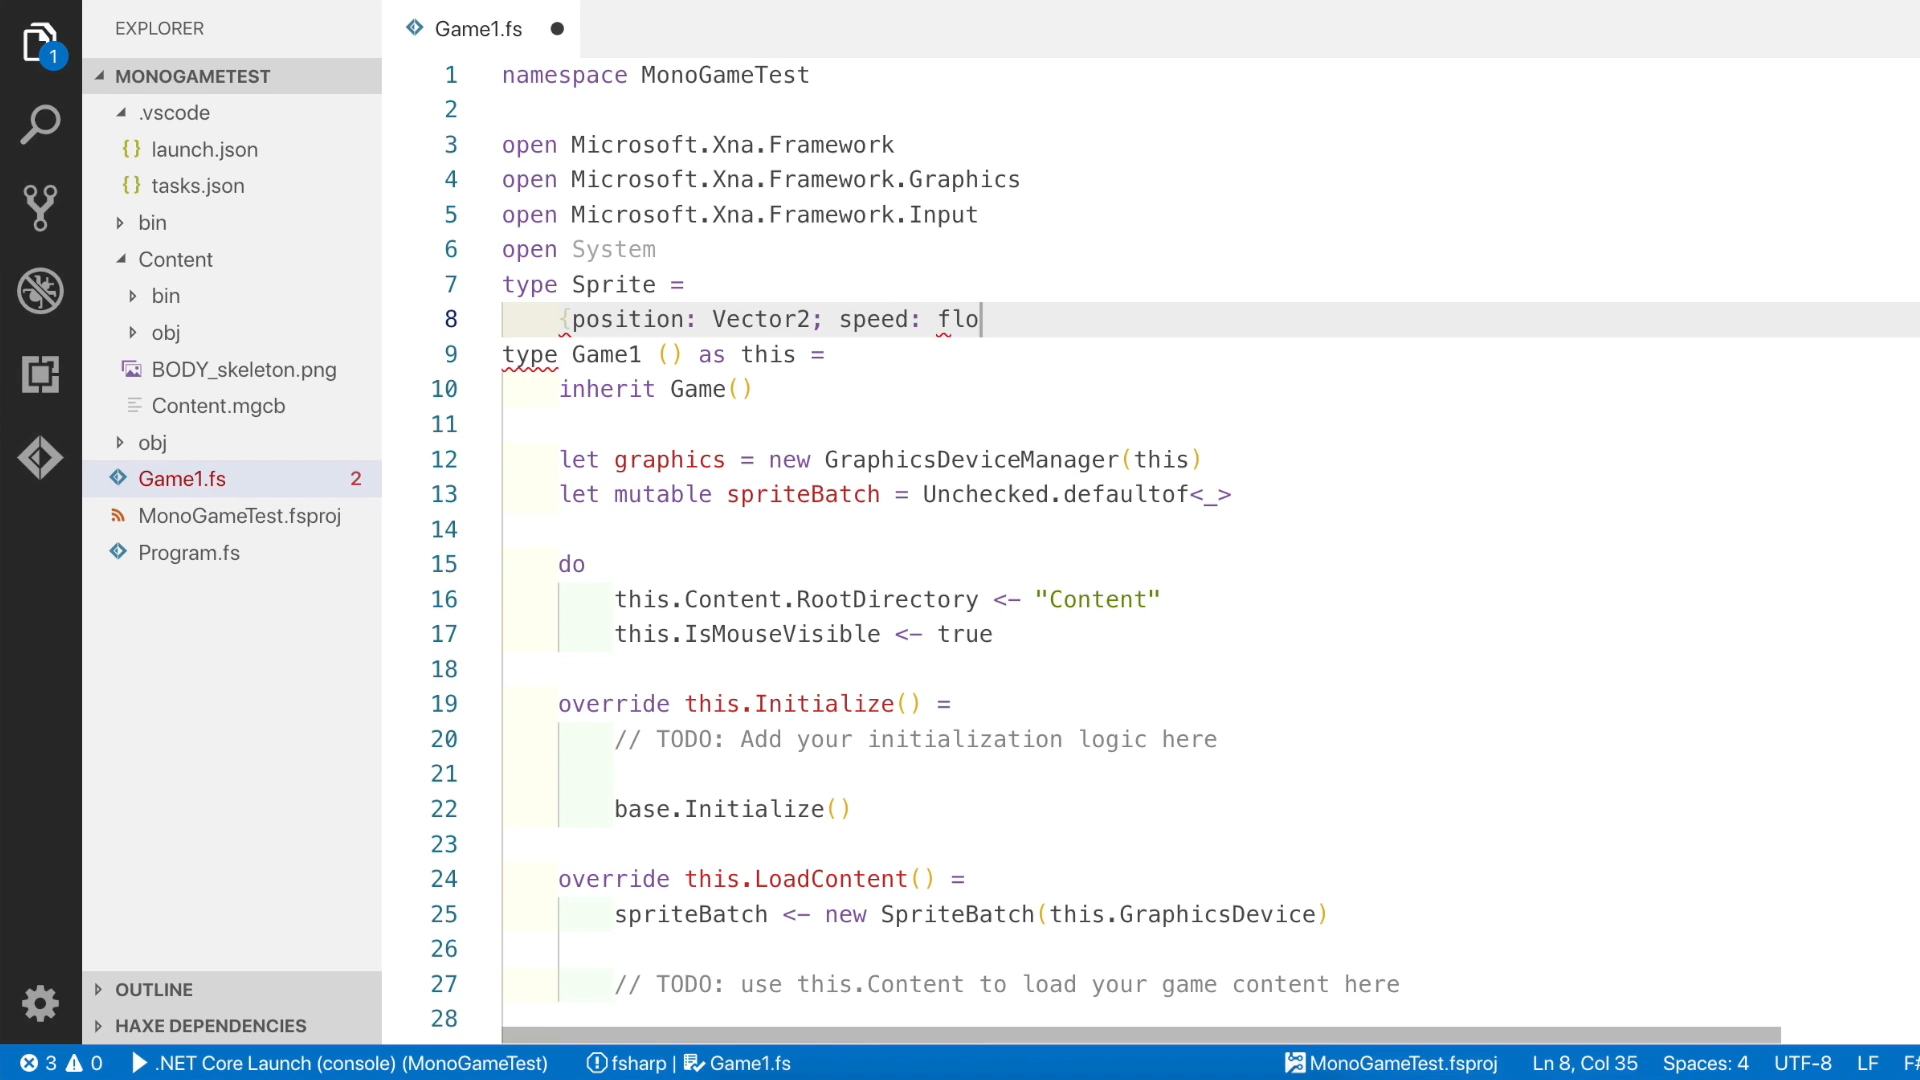 EXPLORER
Game1.fs
1
MONOGAMETEST
.vscode
{} launch.json
{} tasks.json
bin
Content
bin
obj
BODY_skeleton.png
Content.mgcb
obj
Game1.fs 2
MonoGameTest.fsproj
Program.fs
OUTLINE
HAXE DEPENDENCIES
1 namespace MonoGameTest
2
3 open Microsoft.Xna.Framework
4 open Microsoft.Xna.Framework.Graphics
5 open Microsoft.Xna.Framework.Input
6 open System
7 type Sprite =
8 {position: Vector2; speed: flo
9 type Game1 () as this =
10 inherit Game()
11
12 let graphics = new GraphicsDeviceManager(this)
13 let mutable spriteBatch = Unchecked.defaultof<_>
14
15 do
16 this.Content.RootDirectory <- "Content"
17 this.IsMouseVisible <- true
18
19 override this.Initialize() =
20 // TODO: Add your initialization logic here
21
22 base.Initialize()
23
24 override this.LoadContent() =
25 spriteBatch <- new SpriteBatch(this.GraphicsDevice)
26
27 // TODO: use this.Content to load your game content here
28
3 0 .NET Core Launch (console) (MonoGameTest) fsharp | Game1.fs MonoGameTest.fsproj Ln 8, Col 35 Spaces: 4 UTF-8 LF F#